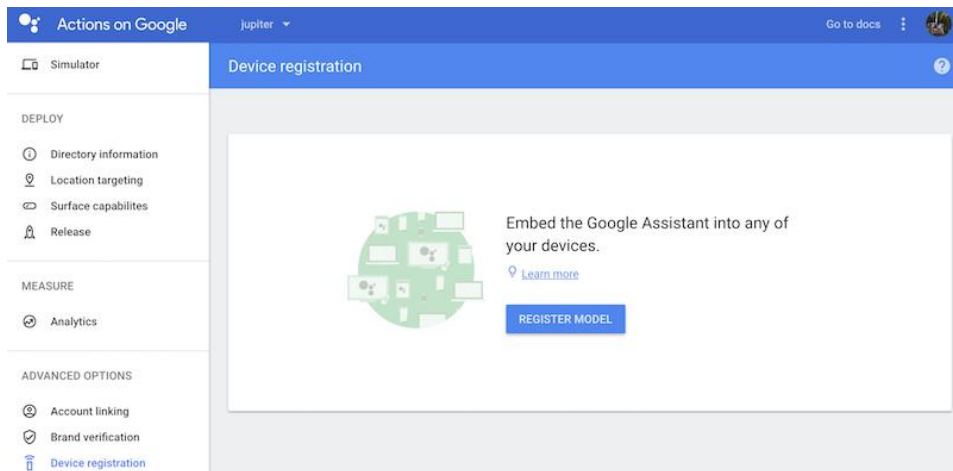 Actions on Google
jupiter
Go to docs
Simulator
Device registration
DEPLOY
Directory information
Location targeting
Surface capabilites
Release
MEASURE
Analytics
ADVANCED OPTIONS
Account linking
Brand verification
Device registration
Embed the Google Assistant into any of
your devices.
Learn more
REGISTER MODEL